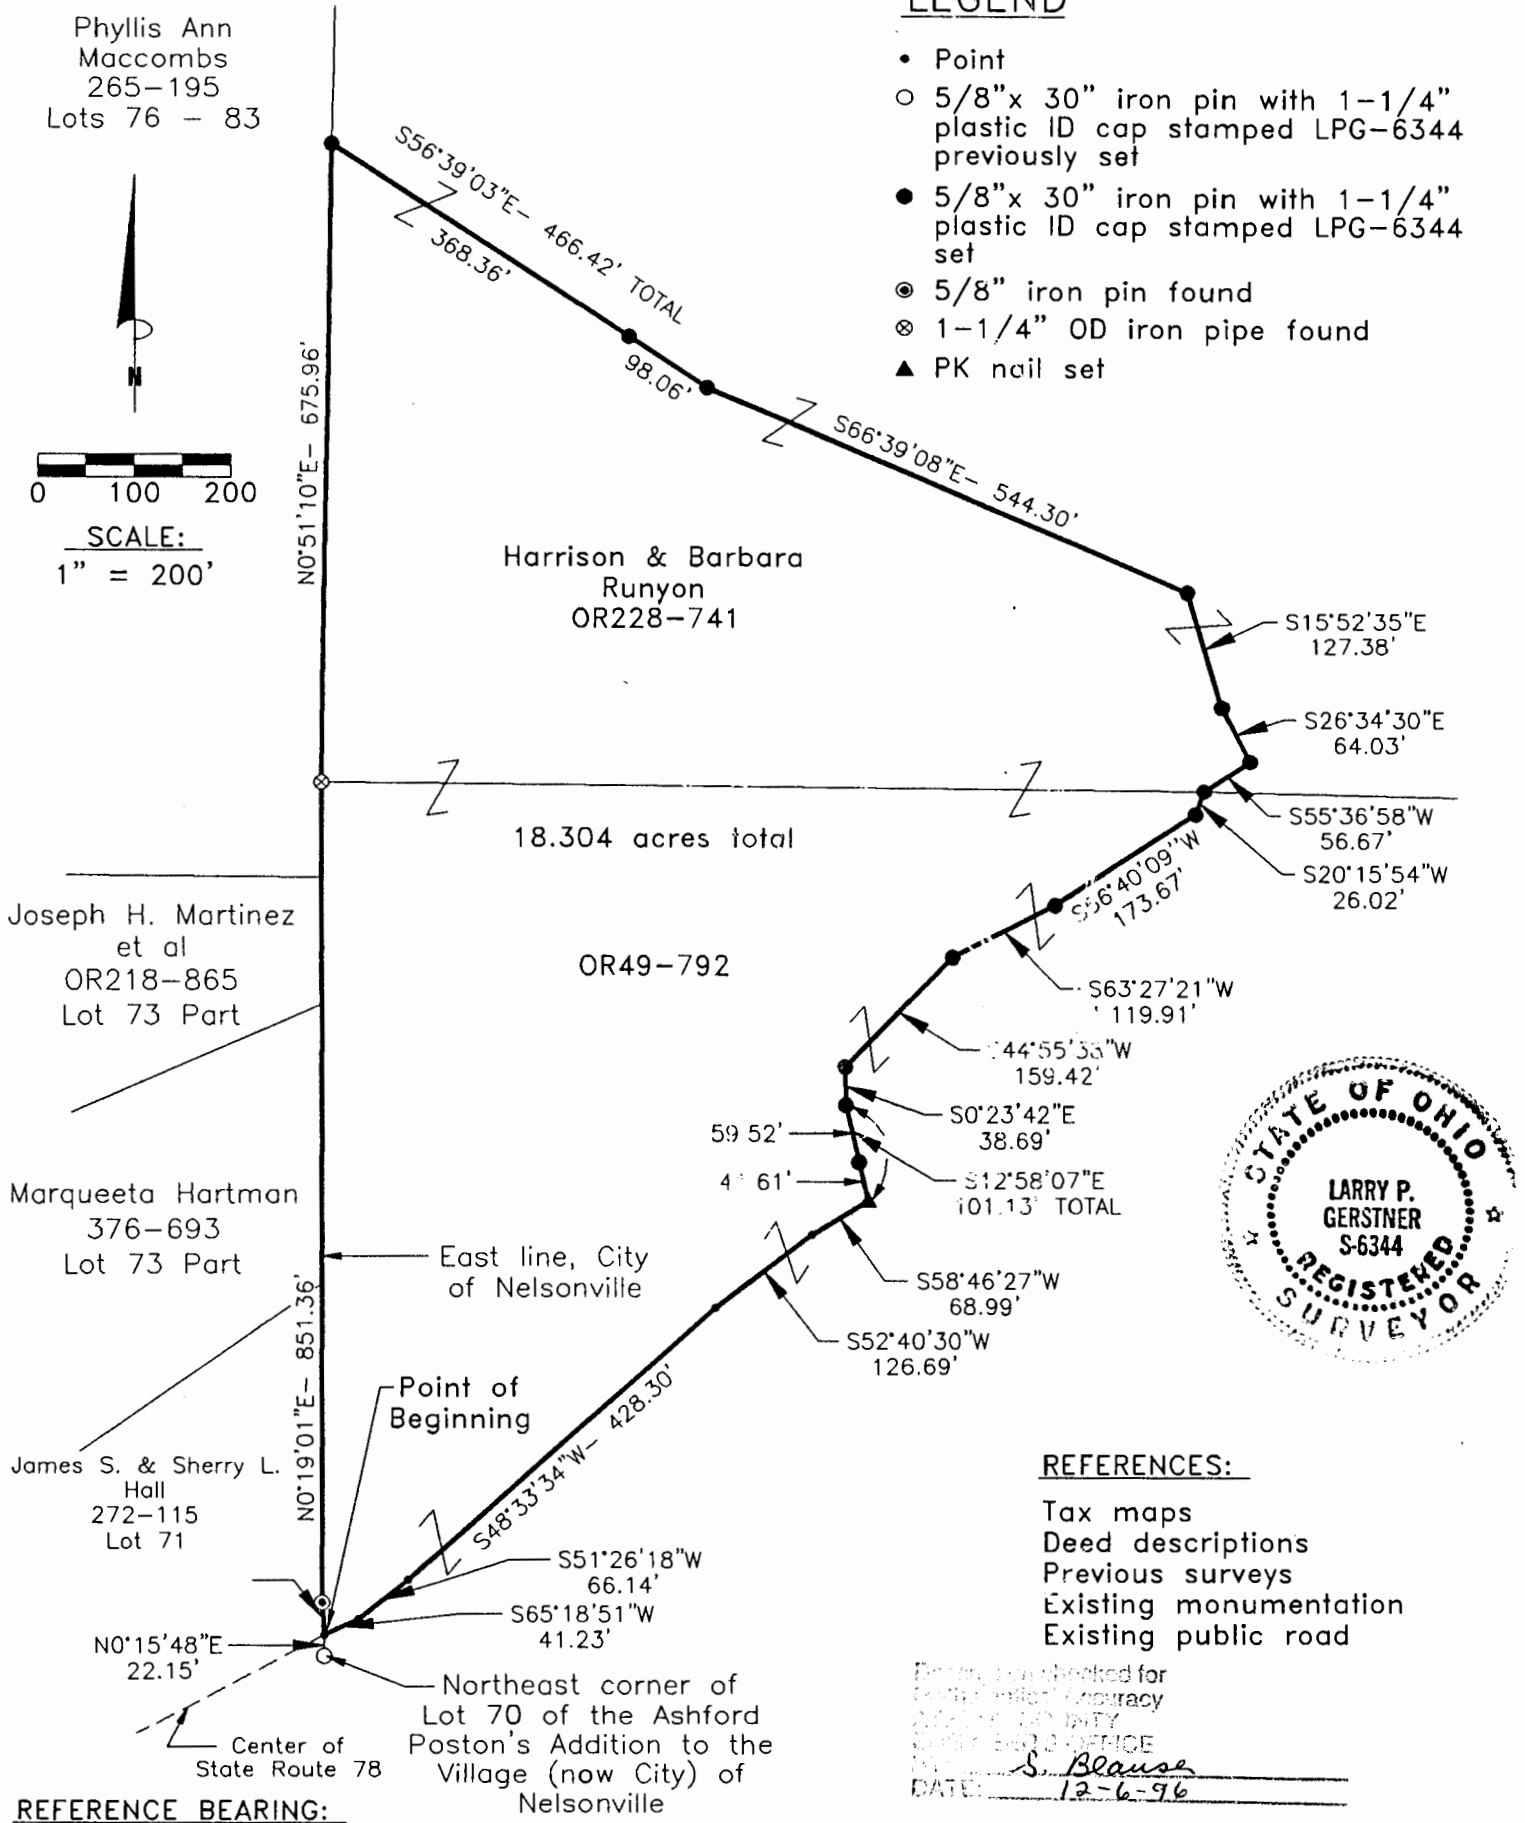 Phyllis Ann
Maccombs
265-195
Lots 76 - 83
LEGEND
Point
5/8"x 30" iron pin with 1-1/4"
plastic ID cap stamped LPG-6344
previously set
5/8"x 30" iron pin with 1-1/4"
plastic ID cap stamped LPG-6344
set
5/8" iron pin found
1-1/4" OD iron pipe found
PK nail set
N
0 100 200
SCALE:
1" = 200'
S56°39'03"E- 466.42' TOTAL
368.36'
98.06'
S66°39'08"E- 544.30'
N0°51'10"E- 675.96'
Harrison & Barbara
Runyon
OR228-741
S15°52'35"E
127.38'
S26°34'30"E
64.03'
S55°36'58"W
56.67'
S20°15'54"W
26.02'
18.304 acres total
S56°40'09"W
173.67'
Joseph H. Martinez
et al
OR218-865
Lot 73 Part
OR49-792
S63°27'21"W
119.91'
159.42'
S0°23'42"E
38.69'
59 52'
61'
S12°58'07"E
101.13' TOTAL
Marqueeta Hartman
376-693
Lot 73 Part
East line, City
of Nelsonville
S58°46'27"W
68.99'
S52°40'30"W
126.69'
STATE OF OHIO
LARRY P.
GERSTNER
S-6344
REGISTERED
SURVEYOR
N0°19'01"E- 851.36'
Point of
Beginning
S48°33'34"W- 428.30'
James S. & Sherry L.
Hall
272-115
Lot 71
S51°26'18"W
66.14'
S65°18'51"W
41.23'
N0°15'48"E
22.15'
Northeast corner of
Lot 70 of the Ashford
Poston's Addition to the
Village (now City) of
Nelsonville
Center of
State Route 78
REFERENCES:
Tax maps
Deed descriptions
Previous surveys
Existing monumentation
Existing public road
checked for
Accuracy
OFFICE
S. Blauser
DATE: 12-6-96
REFERENCE BEARING: